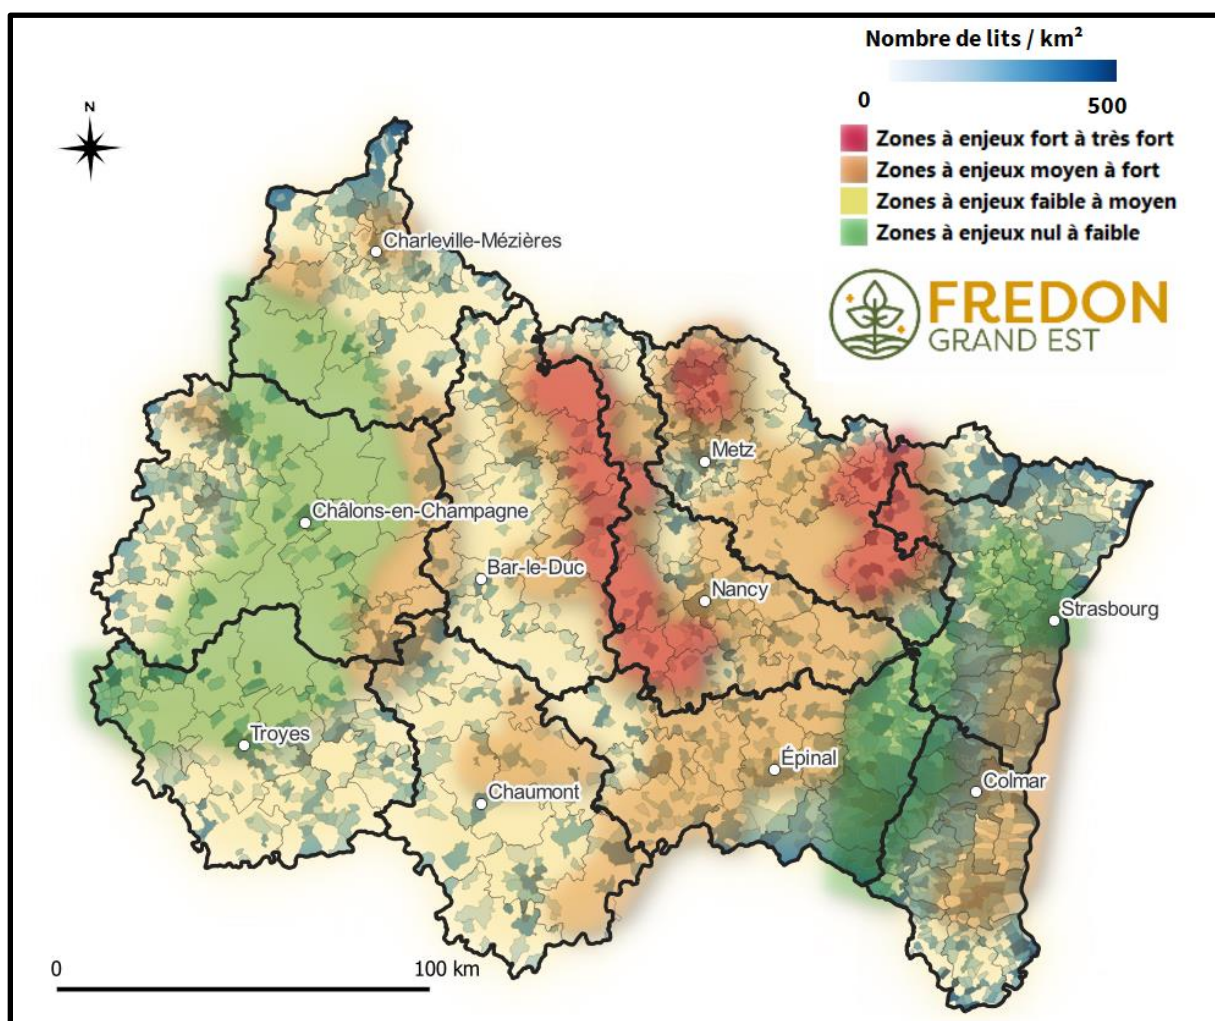 Nombre de lits / km²
0 500
Zones à enjeux fort à très fort
Zones à enjeux moyen à fort
Zones à enjeux faible à moyen
Zones à enjeux nul à faible
FREDON
GRAND EST
N
Charleville-Mézières
Metz
Châlons-en-Champagne
Bar-le-Duc
Nancy
Strasbourg
Troyes
Épinal
Chaumont
Colmar
0 100 km